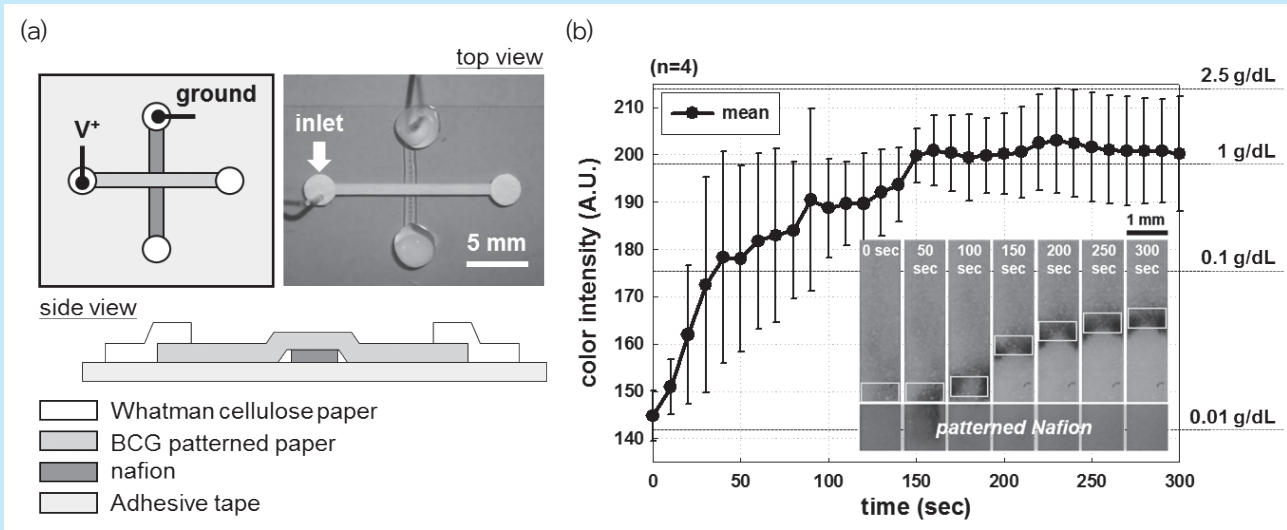 (a)
top view
ground
V+
inlet
5 mm
side view
Whatman cellulose paper
BCG patterned paper
nafion
Adhesive tape
(b)
(n=4)
mean
2.5 g/dL
1 g/dL
0.1 g/dL
0.01 g/dL
color intensity (A.U.)
210
200
190
180
170
160
150
140
1 mm
0 sec
50 sec
100 sec
150 sec
200 sec
250 sec
300 sec
patterned Nafion
0 50 100 150 200 250 300
time (sec)